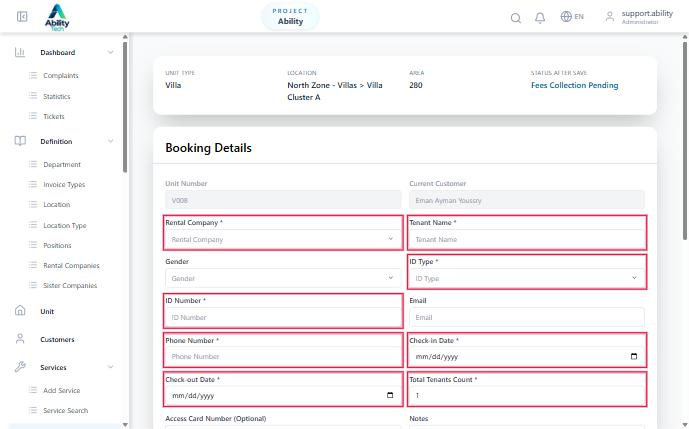 Ability
Tech
PROJECT
Ability
EN
support.ability
Administrator
Dashboard
Complaints
Statistics
Tickets
Definition
Department
Invoice Types
Location
Location Type
Positions
Rental Companies
Sister Companies
Unit
Customers
Services
Add Service
Service Search
UNIT TYPE
Villa
LOCATION
North Zone - Villas > Villa
Cluster A
AREA
280
STATUS AFTER SAVE
Fees Collection Pending
Booking Details
Unit Number
V008
Current Customer
Eman Ayman Youssry
Rental Company *
Rental Company
Tenant Name *
Tenant Name
Gender
Gender
ID Type *
ID Type
ID Number *
ID Number
Email
Email
Phone Number *
Phone Number
Check-in Date *
mm/dd/yyyy
Check-out Date *
mm/dd/yyyy
Total Tenants Count *
1
Access Card Number (Optional)
Notes